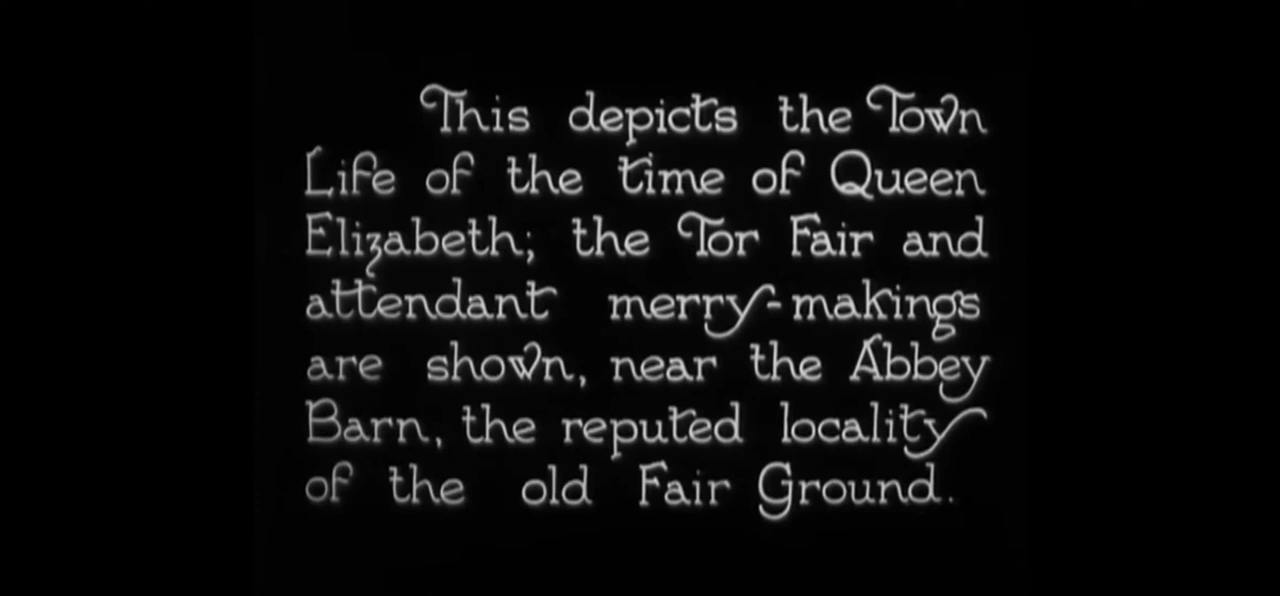 This depicts the Town
Life of the time of Queen
Elizabeth; the Tor Fair and
attendant merry-makings
are shown, near the Abbey
Barn, the reputed locality
of the old Fair Ground.